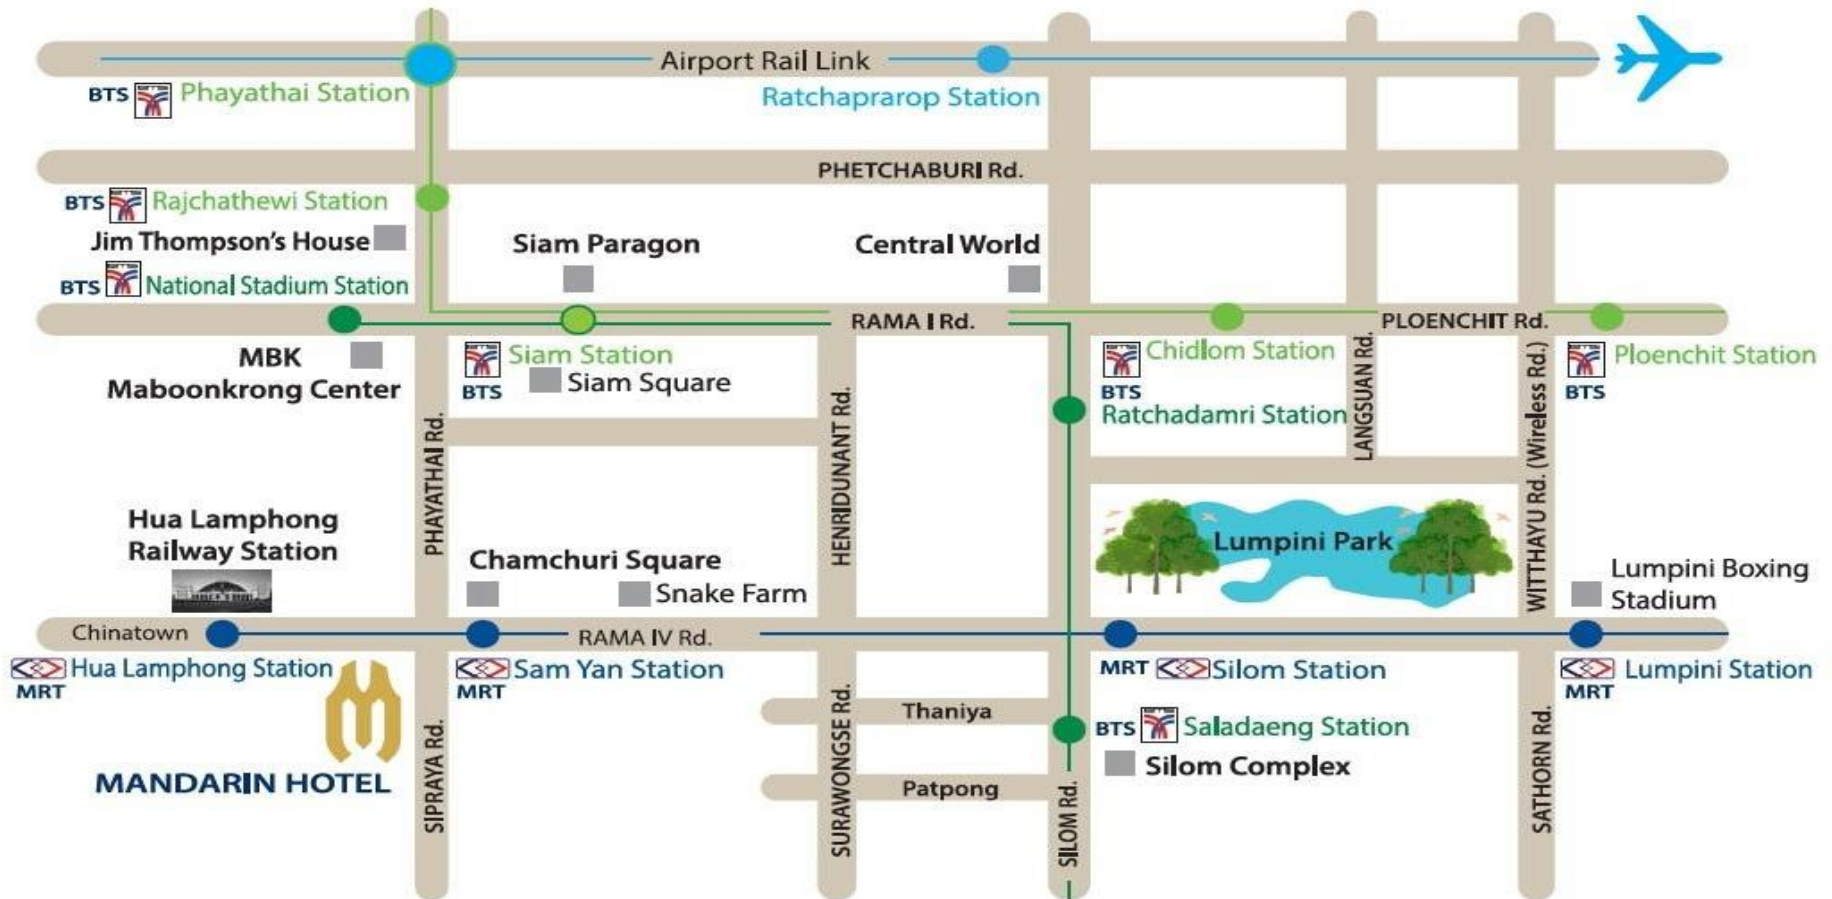 Airport Rail Link
BTS Phayathai Station
Ratchaprarop Station
PHETCHABURI Rd.
BTS Rajchathewi Station
Jim Thompson's House
Siam Paragon
Central World
BTS National Stadium Station
RAMA I Rd.
PLOENCHIT Rd.
MBK
Maboonkrong Center
Siam Station
BTS
Siam Square
Chidlom Station
BTS
Ratchadamri Station
Ploenchit Station
BTS
PHAYATHAI Rd.
HENRIDUNANT Rd.
LANGSUAN Rd.
WITTHAYU Rd. (Wireless Rd.)
Hua Lamphong
Railway Station
Chamchuri Square
Snake Farm
Lumpini Park
Lumpini Boxing
Stadium
Chinatown
RAMA IV Rd.
Hua Lamphong Station
MRT
Sam Yan Station
MRT
MRT Silom Station
Lumpini Station
MRT
MANDARIN HOTEL
SIPRAYA Rd.
SURAWONGSE Rd.
Thaniya
BTS Saladaeng Station
Silom Complex
Patpong
SILOM Rd.
SATHORN Rd.